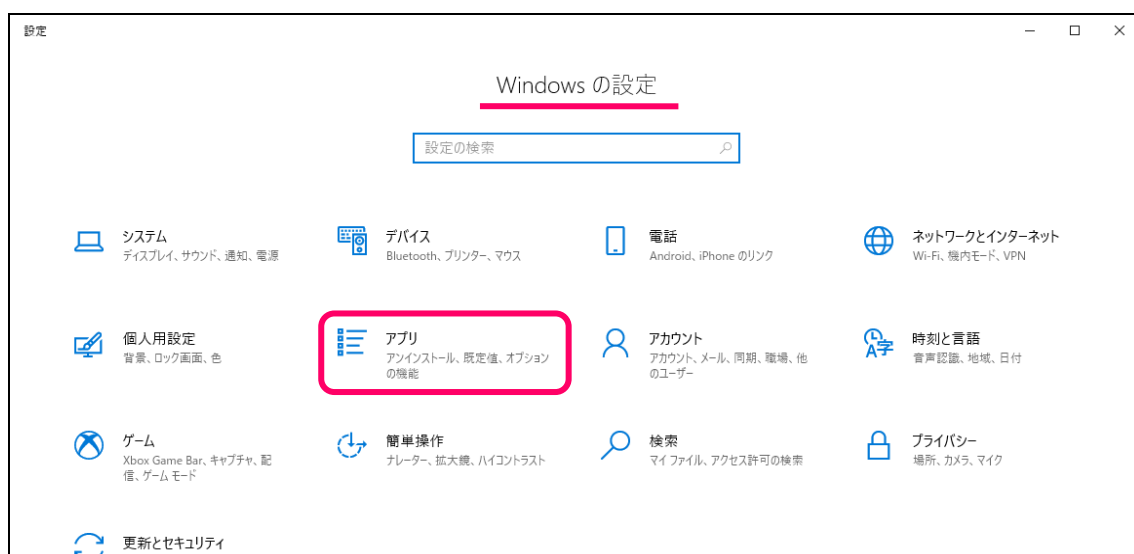 設定
Windows の設定
設定の検索
システム
ディスプレイ、サウンド、通知、電源
デバイス
Bluetooth、プリンター、マウス
電話
Android、iPhone のリンク
ネットワークとインターネット
Wi-Fi、機内モード、VPN
個人用設定
背景、ロック画面、色
アプリ
アンインストール、既定値、オプション
の機能
アカウント
アカウント、メール、同期、職場、他
のユーザー
時刻と言語
音声認識、地域、日付
ゲーム
Xbox Game Bar、キャプチャ、配
信、ゲーム モード
簡単操作
ナレーター、拡大鏡、ハイコントラスト
検索
マイ ファイル、アクセス許可の検索
プライバシー
場所、カメラ、マイク
更新とセキュリティ